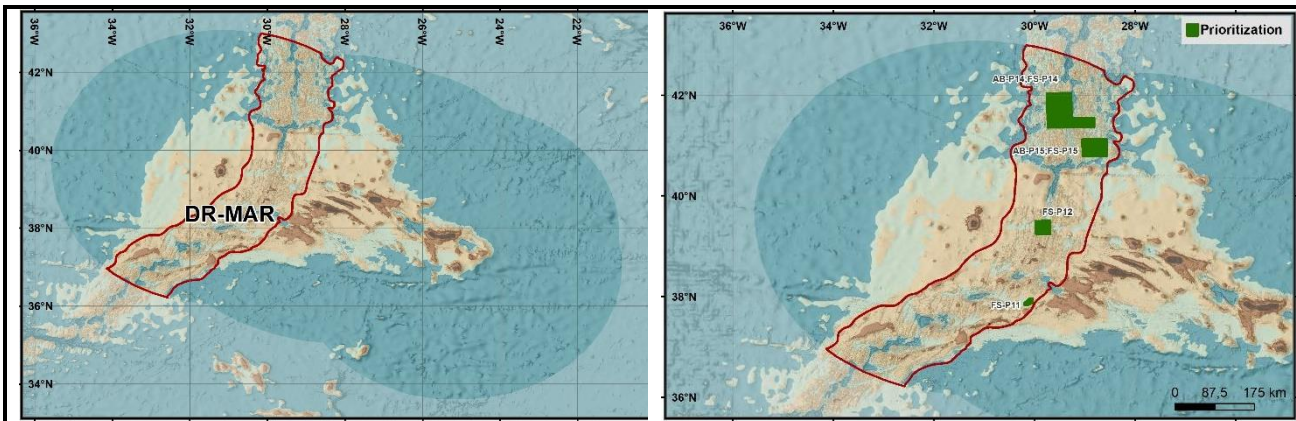 36°W
34°W
32°W
30°W
28°W
26°W
24°W
22°W
42°N
40°N
38°N
36°N
34°N
DR-MAR
36°W
34°W
32°W
30°W
28°W
Prioritization
42°N
40°N
38°N
36°N
AB-P14;FS-P14
AB-P15;FS-P15
FS-P12
FS-P11
0 87,5 175 km